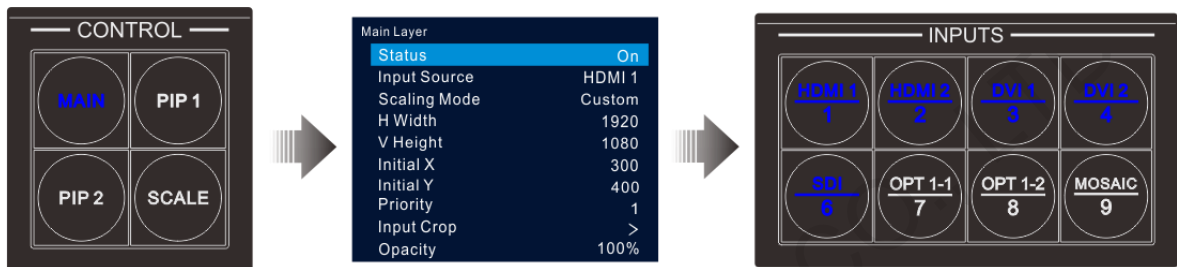 CONTROL
MAIN
PIP 1
PIP 2
SCALE
Main Layer
Status On
Input Source HDMI 1
Scaling Mode Custom
H Width 1920
V Height 1080
Initial X 300
Initial Y 400
Priority 1
Input Crop >
Opacity 100%
INPUTS
HDMI 1
1
HDMI 2
2
DVI 1
3
DVI 2
4
SDI
6
OPT 1-1
7
OPT 1-2
8
MOSAIC
9